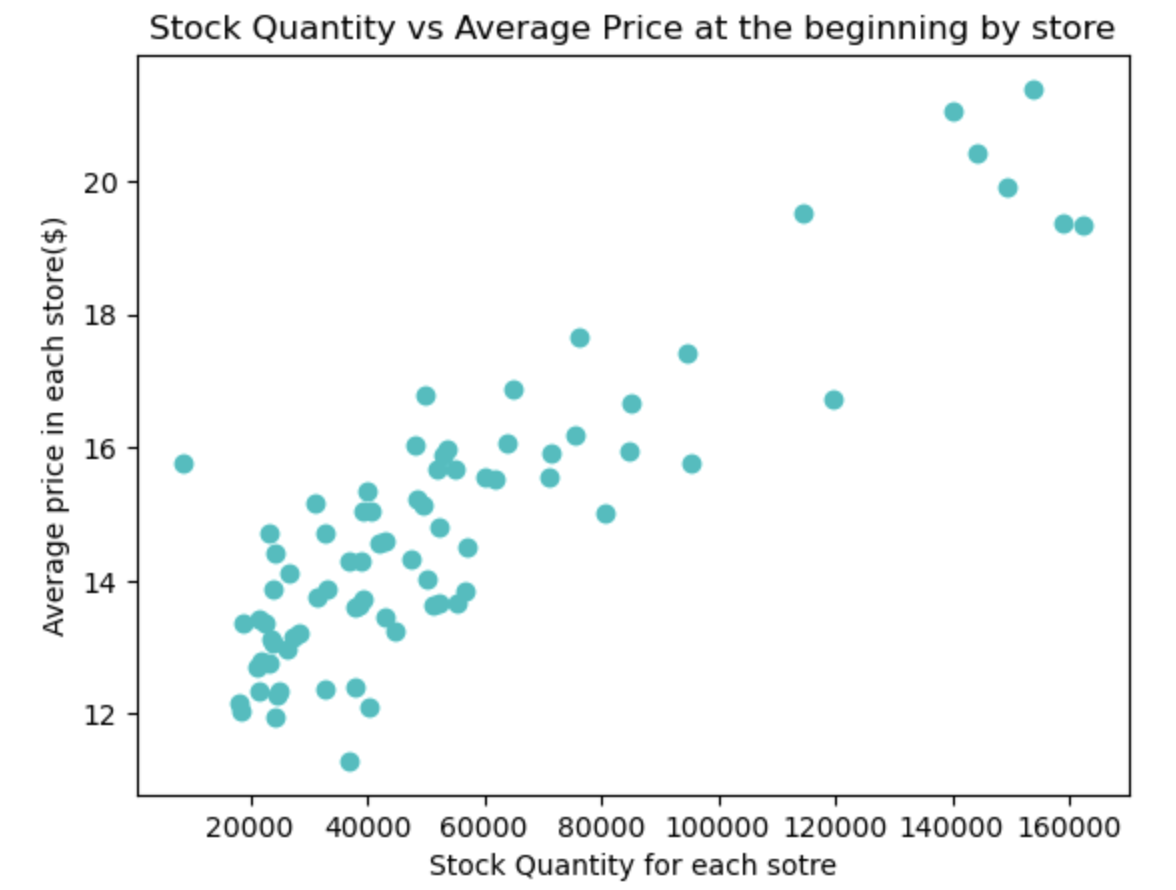 Stock Quantity vs Average Price at the beginning by store
20
18
16
14
12
Average price in each store($)
20000 40000 60000 80000 100000 120000 140000 160000
Stock Quantity for each sotre